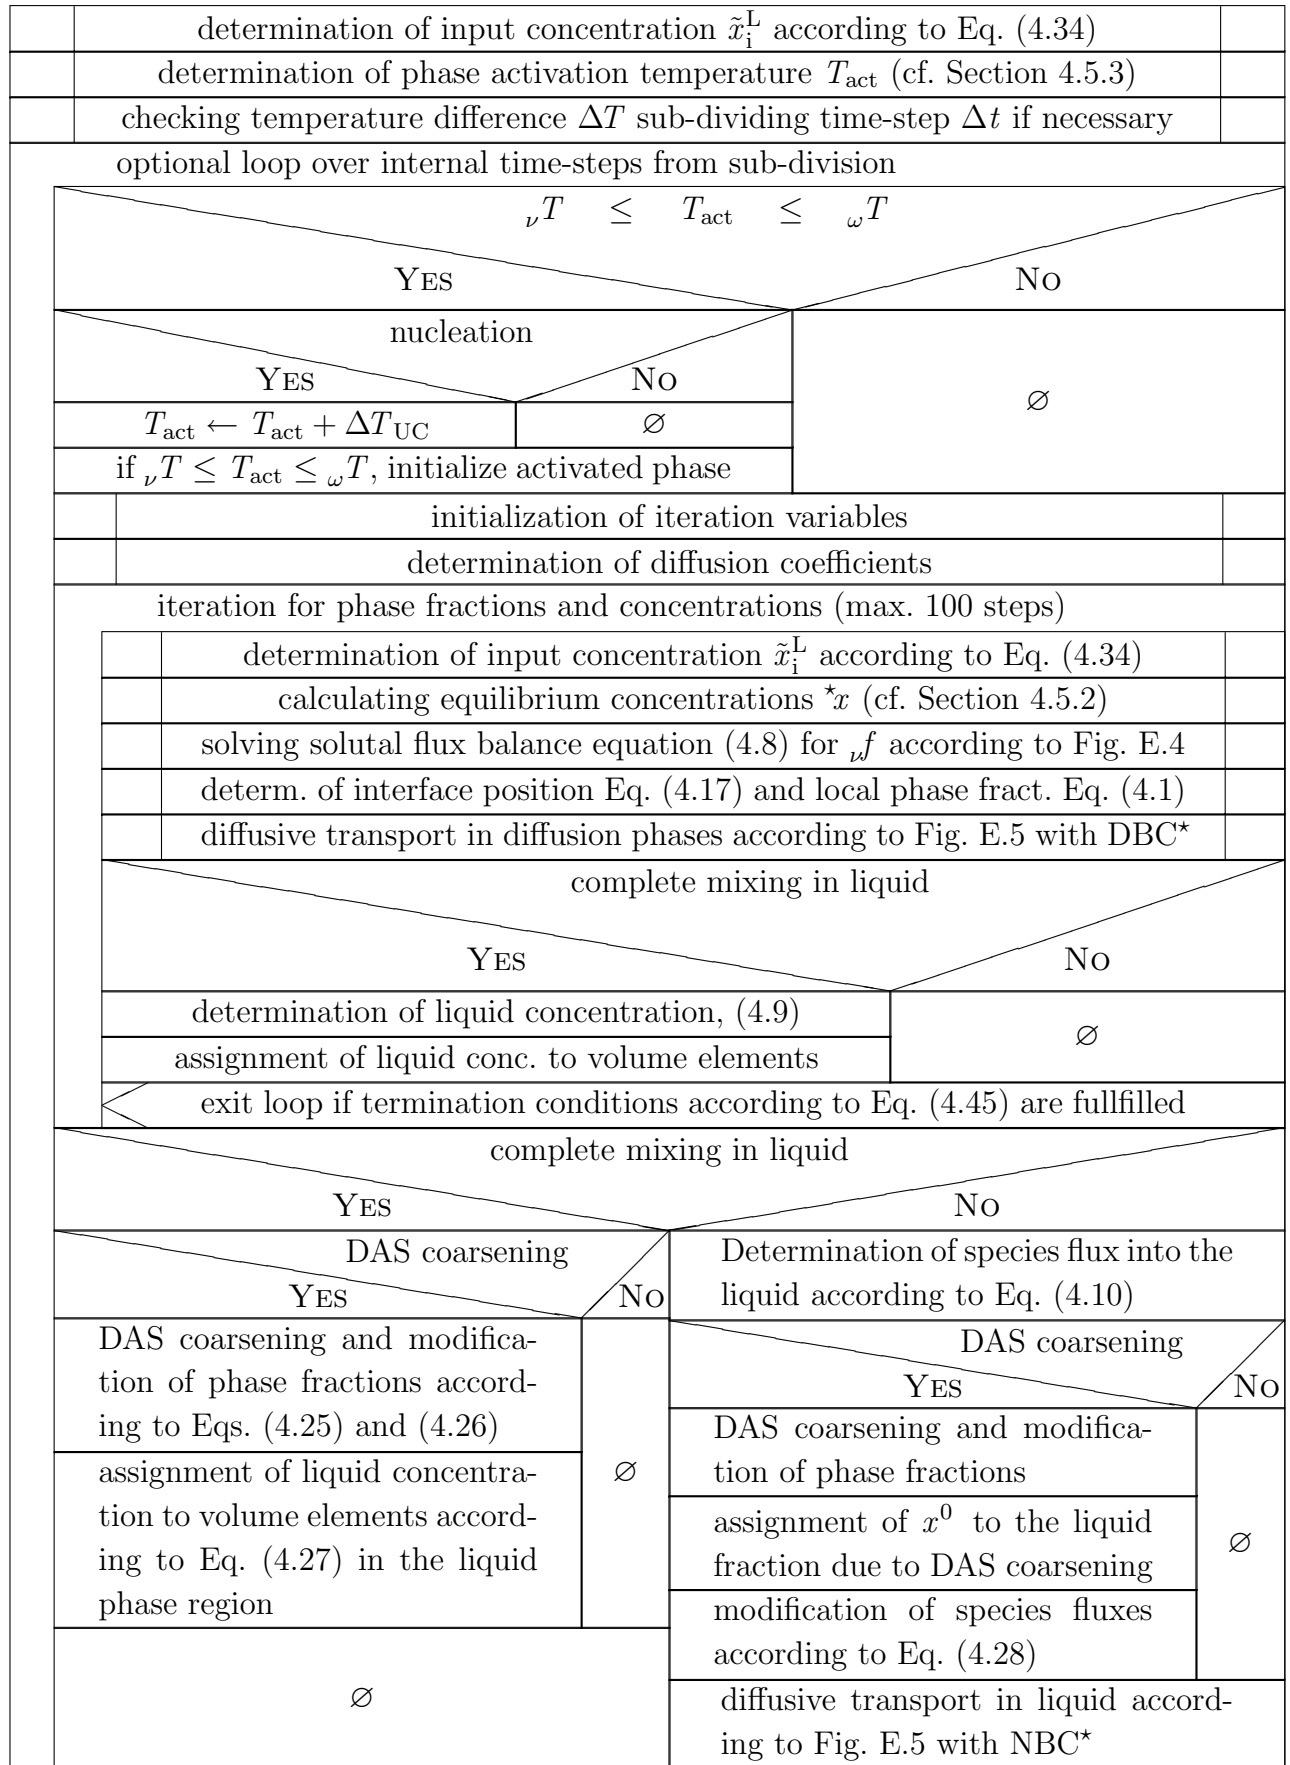 determination of input concentration x̃ᵢᴸ according to Eq. (4.34)
determination of phase activation temperature T_act (cf. Section 4.5.3)
checking temperature difference ΔT sub-dividing time-step Δt if necessary
optional loop over internal time-steps from sub-division
_νT ≤ T_act ≤ _ωT
YES NO
nucleation
YES NO
∅
T_act ← T_act + ΔT_UC ∅
if _νT ≤ T_act ≤ _ωT, initialize activated phase
initialization of iteration variables
determination of diffusion coefficients
iteration for phase fractions and concentrations (max. 100 steps)
determination of input concentration x̃ᵢᴸ according to Eq. (4.34)
calculating equilibrium concentrations *x (cf. Section 4.5.2)
solving solutal flux balance equation (4.8) for _νf according to Fig. E.4
determ. of interface position Eq. (4.17) and local phase fract. Eq. (4.1)
diffusive transport in diffusion phases according to Fig. E.5 with DBC*
complete mixing in liquid
YES NO
determination of liquid concentration, (4.9)
∅
assignment of liquid conc. to volume elements
exit loop if termination conditions according to Eq. (4.45) are fullfilled
complete mixing in liquid
YES NO
DAS coarsening
YES NO
DAS coarsening and modifica-
tion of phase fractions accord-
ing to Eqs. (4.25) and (4.26)
assignment of liquid concentra-
tion to volume elements accord-
ing to Eq. (4.27) in the liquid
phase region
∅
∅
Determination of species flux into the
liquid according to Eq. (4.10)
DAS coarsening
YES NO
DAS coarsening and modifica-
tion of phase fractions
assignment of x⁰ to the liquid
fraction due to DAS coarsening
modification of species fluxes
according to Eq. (4.28)
∅
diffusive transport in liquid accord-
ing to Fig. E.5 with NBC*